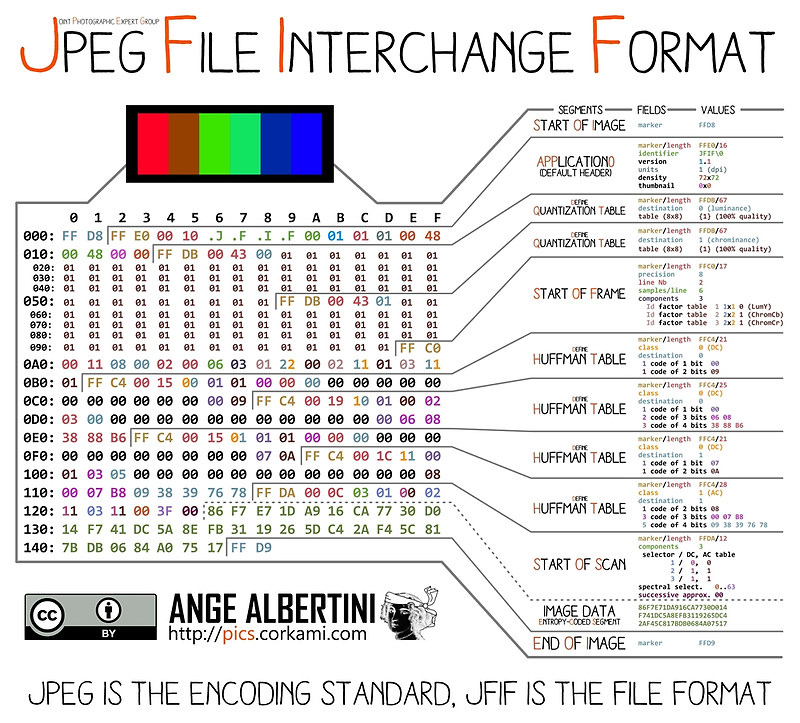 JOINT PHOTOGRAPHIC EXPERT GROUP
JPEG FILE INTERCHANGE FORMAT
0 1 2 3 4 5 6 7 8 9 A B C D E F
000: FF D8 FF E0 00 10 .J .F .I .F 00 01 01 01 00 48
010: 00 48 00 00 FF DB 00 43 00 01 01 01 01 01 01 01
020: 01 01 01 01 01 01 01 01 01 01 01 01 01 01 01 01
030: 01 01 01 01 01 01 01 01 01 01 01 01 01 01 01 01
040: 01 01 01 01 01 01 01 01 01 01 01 01 01 01 01 01
050: 01 01 01 01 01 01 01 01 01 FF DB 00 43 01 01 01
060: 01 01 01 01 01 01 01 01 01 01 01 01 01 01 01 01
070: 01 01 01 01 01 01 01 01 01 01 01 01 01 01 01 01
080: 01 01 01 01 01 01 01 01 01 01 01 01 01 01 01 01
090: 01 01 01 01 01 01 01 01 01 01 01 01 01 01 FF C0
0A0: 00 11 08 00 02 00 06 03 01 22 00 02 11 01 03 11
0B0: 01 FF C4 00 15 00 01 01 00 00 00 00 00 00 00 00
0C0: 00 00 00 00 00 00 00 09 FF C4 00 19 10 01 00 02
0D0: 03 00 00 00 00 00 00 00 00 00 00 00 00 00 06 08
0E0: 38 88 B6 FF C4 00 15 01 01 01 00 00 00 00 00 00
0F0: 00 00 00 00 00 00 00 00 07 0A FF C4 00 1C 11 00
100: 01 03 05 00 00 00 00 00 00 00 00 00 00 00 00 08
110: 00 07 B8 09 38 39 76 78 FF DA 00 0C 03 01 00 02
120: 11 03 11 00 3F 00 86 F7 E7 1D A9 16 CA 77 30 D0
130: 14 F7 41 DC 5A 8E FB 31 19 26 5D C4 2A F4 5C 81
140: 7B DB 06 84 A0 75 17 FF D9
SEGMENTS FIELDS VALUES
START OF IMAGE
marker FFD8
APPLICATION0
(DEFAULT HEADER)
marker/length FFE0/16
identifier JFIF\0
version 1.1
units 1 (dpi)
density 72x72
thumbnail 0x0
DEFINE
QUANTIZATION TABLE
marker/length FFDB/67
destination 0 (luminance)
table (8x8) {1} (100% quality)
DEFINE
QUANTIZATION TABLE
marker/length FFDB/67
destination 1 (chrominance)
table (8x8) {1} (100% quality)
START OF FRAME
marker/length FFC0/17
precision 8
line Nb 2
samples/line 6
components 3
Id factor table 1 1x1 0 (LumY)
Id factor table 2 2x2 1 (ChromCb)
Id factor table 3 2x2 1 (ChromCr)
DEFINE
HUFFMAN TABLE
marker/length FFC4/21
class 0 (DC)
destination 0
1 code of 1 bit 00
1 code of 2 bits 09
DEFINE
HUFFMAN TABLE
marker/length FFC4/25
class 0 (DC)
destination 0
1 code of 1 bit 00
2 code of 3 bits 06 08
3 code of 4 bits 38 88 B6
DEFINE
HUFFMAN TABLE
marker/length FFC4/21
class 0 (DC)
destination 1
1 code of 1 bit 07
1 code of 2 bits 0A
DEFINE
HUFFMAN TABLE
marker/length FFC4/28
class 1 (AC)
destination 1
1 code of 2 bits 08
3 code of 3 bits 00 07 B8
5 code of 4 bits 09 38 39 76 78
START OF SCAN
marker/length FFDA/12
components 3
selector / DC, AC table
1 / 0, 0
2 / 1, 1
3 / 1, 1
spectral select. 0..63
successive approx. 00
IMAGE DATA
ENTROPY-CODED SEGMENT
86F7E71DA916CA7730D014
F741DC5A8EFB3119265DC4
2AF45C817BDB0684A07517
END OF IMAGE
marker FFD9
CC
BY
ANGE ALBERTINI
http://pics.corkami.com
JPEG IS THE ENCODING STANDARD, JFIF IS THE FILE FORMAT